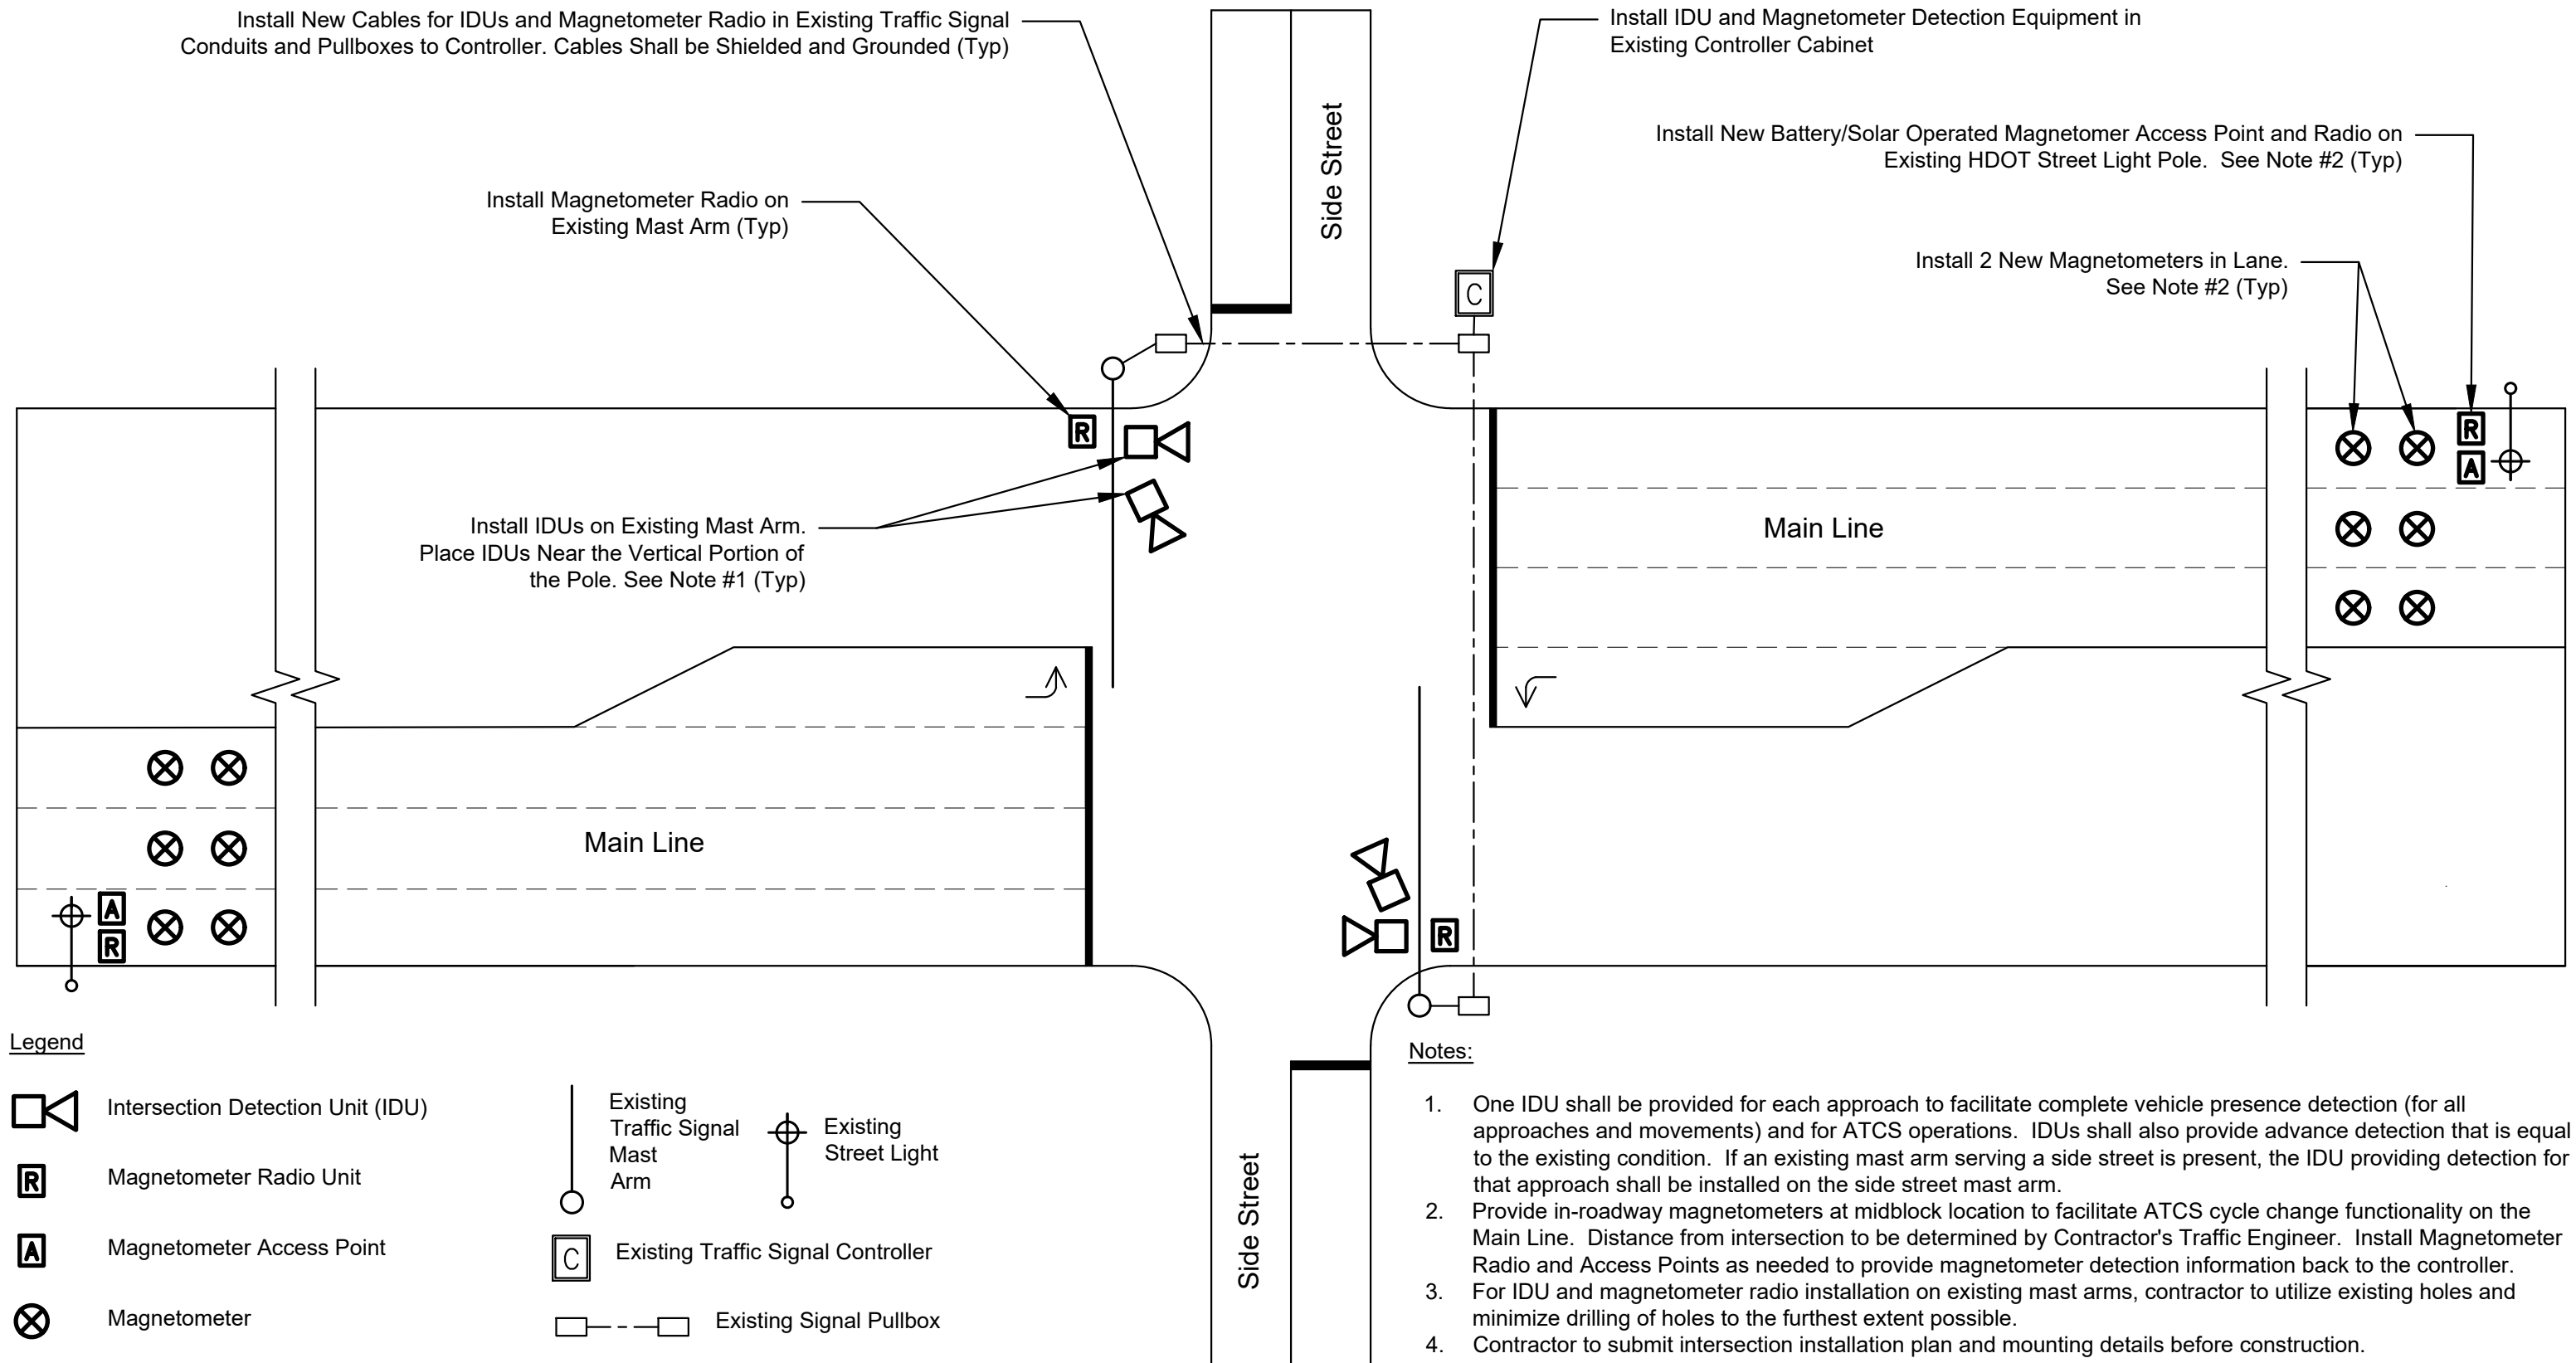 Install New Cables for IDUs and Magnetometer Radio in Existing Traffic Signal
Conduits and Pullboxes to Controller. Cables Shall be Shielded and Grounded (Typ)
Install IDU and Magnetometer Detection Equipment in
Existing Controller Cabinet
Install New Battery/Solar Operated Magnetomer Access Point and Radio on
Existing HDOT Street Light Pole. See Note #2 (Typ)
Side Street
Install Magnetometer Radio on
Existing Mast Arm (Typ)
Install 2 New Magnetometers in Lane.
See Note #2 (Typ)
C
R
R
A
Install IDUs on Existing Mast Arm.
Place IDUs Near the Vertical Portion of
the Pole. See Note #1 (Typ)
Main Line
Main Line
A
R
R
Legend
Intersection Detection Unit (IDU)
R
Magnetometer Radio Unit
A
Magnetometer Access Point
Magnetometer
Existing
Traffic Signal
Mast
Arm
Existing
Street Light
C
Existing Traffic Signal Controller
Existing Signal Pullbox
Side Street
Notes:
1. One IDU shall be provided for each approach to facilitate complete vehicle presence detection (for all
approaches and movements) and for ATCS operations. IDUs shall also provide advance detection that is equal
to the existing condition. If an existing mast arm serving a side street is present, the IDU providing detection for
that approach shall be installed on the side street mast arm.
2. Provide in-roadway magnetometers at midblock location to facilitate ATCS cycle change functionality on the
Main Line. Distance from intersection to be determined by Contractor's Traffic Engineer. Install Magnetometer
Radio and Access Points as needed to provide magnetometer detection information back to the controller.
3. For IDU and magnetometer radio installation on existing mast arms, contractor to utilize existing holes and
minimize drilling of holes to the furthest extent possible.
4. Contractor to submit intersection installation plan and mounting details before construction.